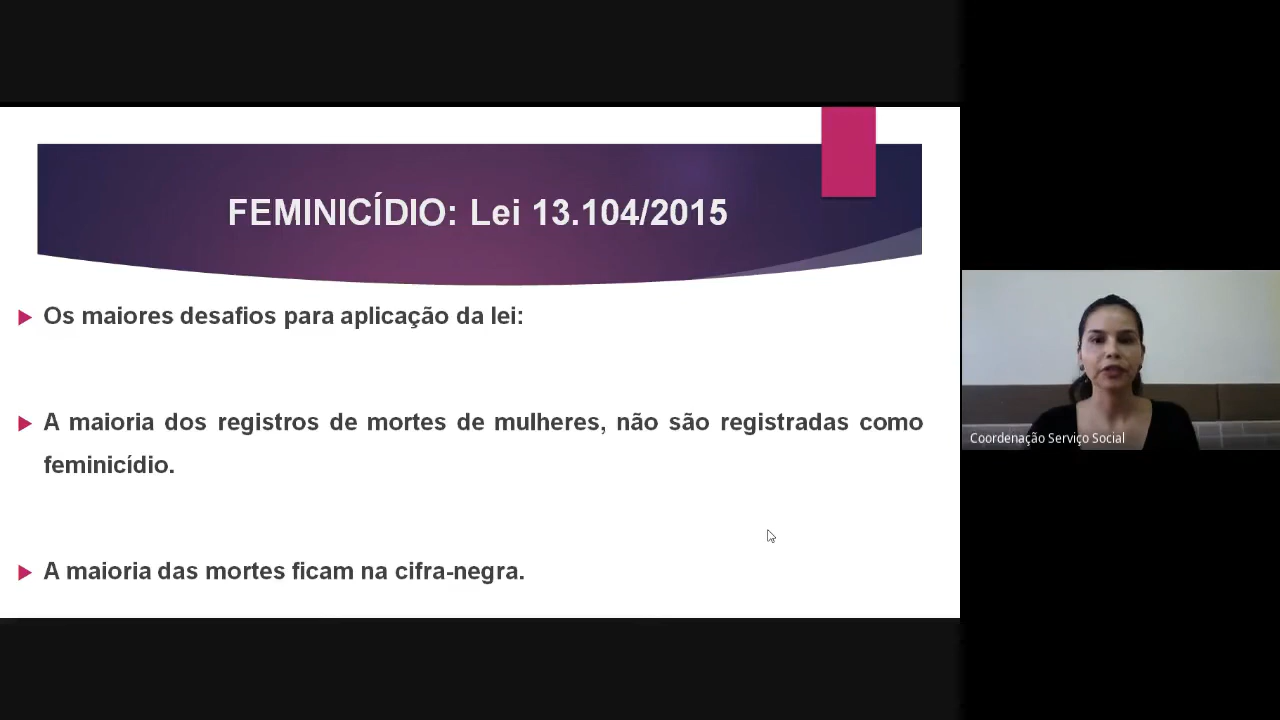 FEMINICÍDIO: Lei 13.104/2015
Os maiores desafios para aplicação da lei:
A maioria dos registros de mortes de mulheres, não são registradas como
feminicídio.
A maioria das mortes ficam na cifra-negra.
Coordenação Serviço Social